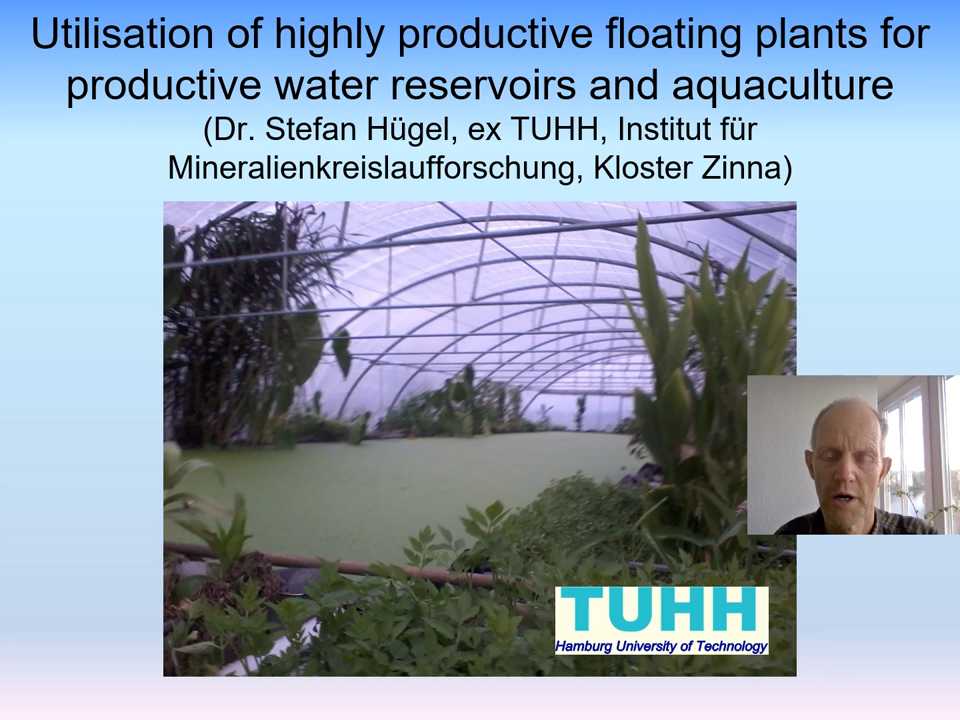 Utilisation of highly productive floating plants for
productive water reservoirs and aquaculture
(Dr. Stefan Hügel, ex TUHH, Institut für
Mineralienkreislaufforschung, Kloster Zinna)
TUHH
Hamburg University of Technology